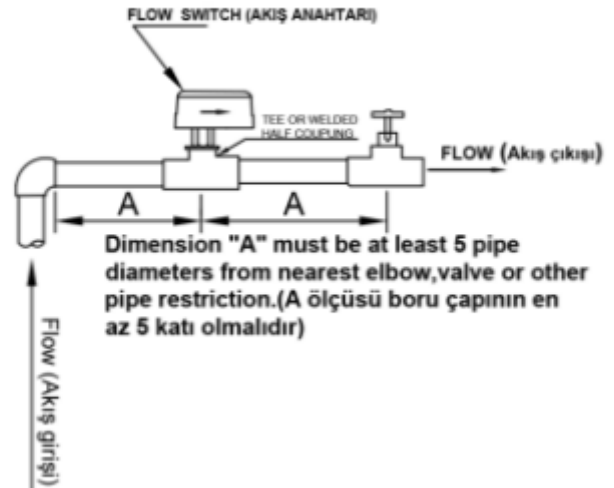 FLOW SWITCH (AKIŞ ANAHTARI)
TEE OR WELDED
HALF COUPUNG
FLOW (Akış çıkışı)
A
A
Dimension "A" must be at least 5 pipe
diameters from nearest elbow,valve or other
pipe restriction.(A ölçüsü boru çapının en
az 5 katı olmalıdır)
Flow (Akış girişi)